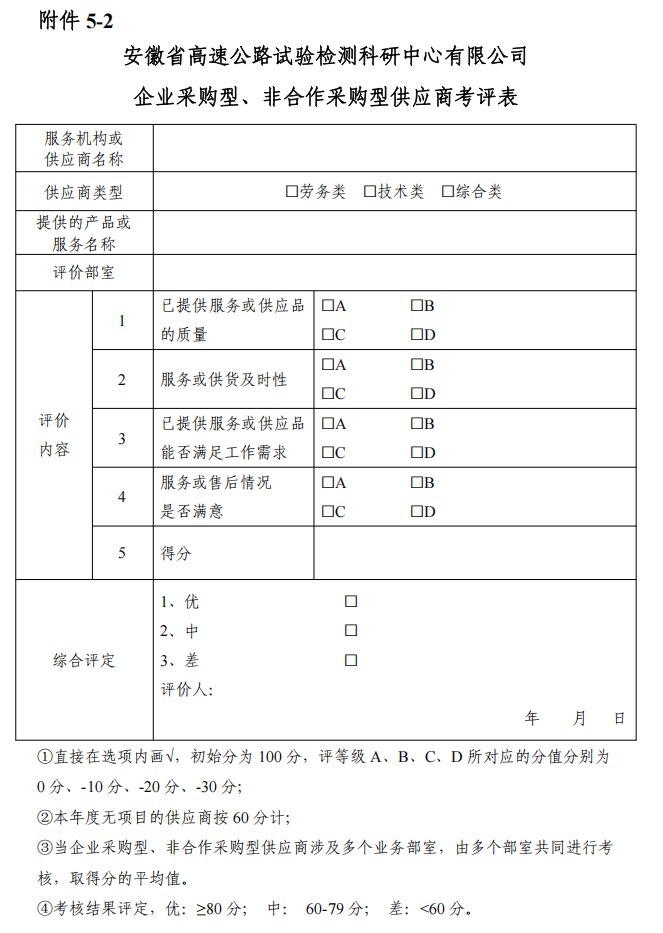 附件 5-2
安徽省高速公路试验检测科研中心有限公司
企业采购型、非合作采购型供应商考评表
服务机构或
供应商名称
供应商类型
□劳务类 □技术类 □综合类
提供的产品或
服务名称
评价部室
评价
内容
1
已提供服务或供应品
的质量
□A □B
□C □D
2
服务或供货及时性
□A □B
□C □D
3
已提供服务或供应品
能否满足工作需求
□A □B
□C □D
4
服务或售后情况
是否满意
□A □B
□C □D
5
得分
综合评定
1、优 □
2、中 □
3、差 □
评价人：
年 月 日
①直接在选项内画√，初始分为 100 分，评等级 A、B、C、D 所对应的分值分别为
0 分、-10 分、-20 分、-30 分；
②本年度无项目的供应商按 60 分计；
③当企业采购型、非合作采购型供应商涉及多个业务部室，由多个部室共同进行考
核，取得分的平均值。
④考核结果评定，优：≥80 分； 中： 60-79 分； 差：<60 分。